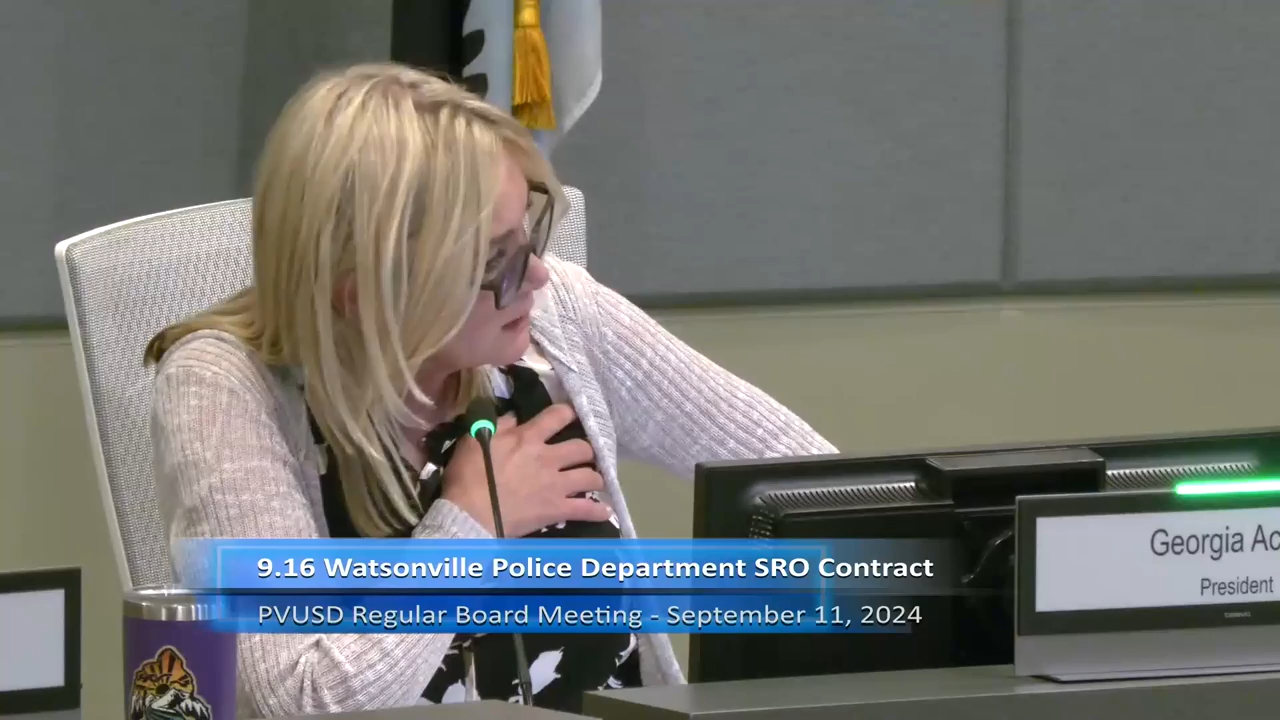 9.16 Watsonville Police Department SRO Contract
PVUSD Regular Board Meeting - September 11, 2024
Georgia Ac
President